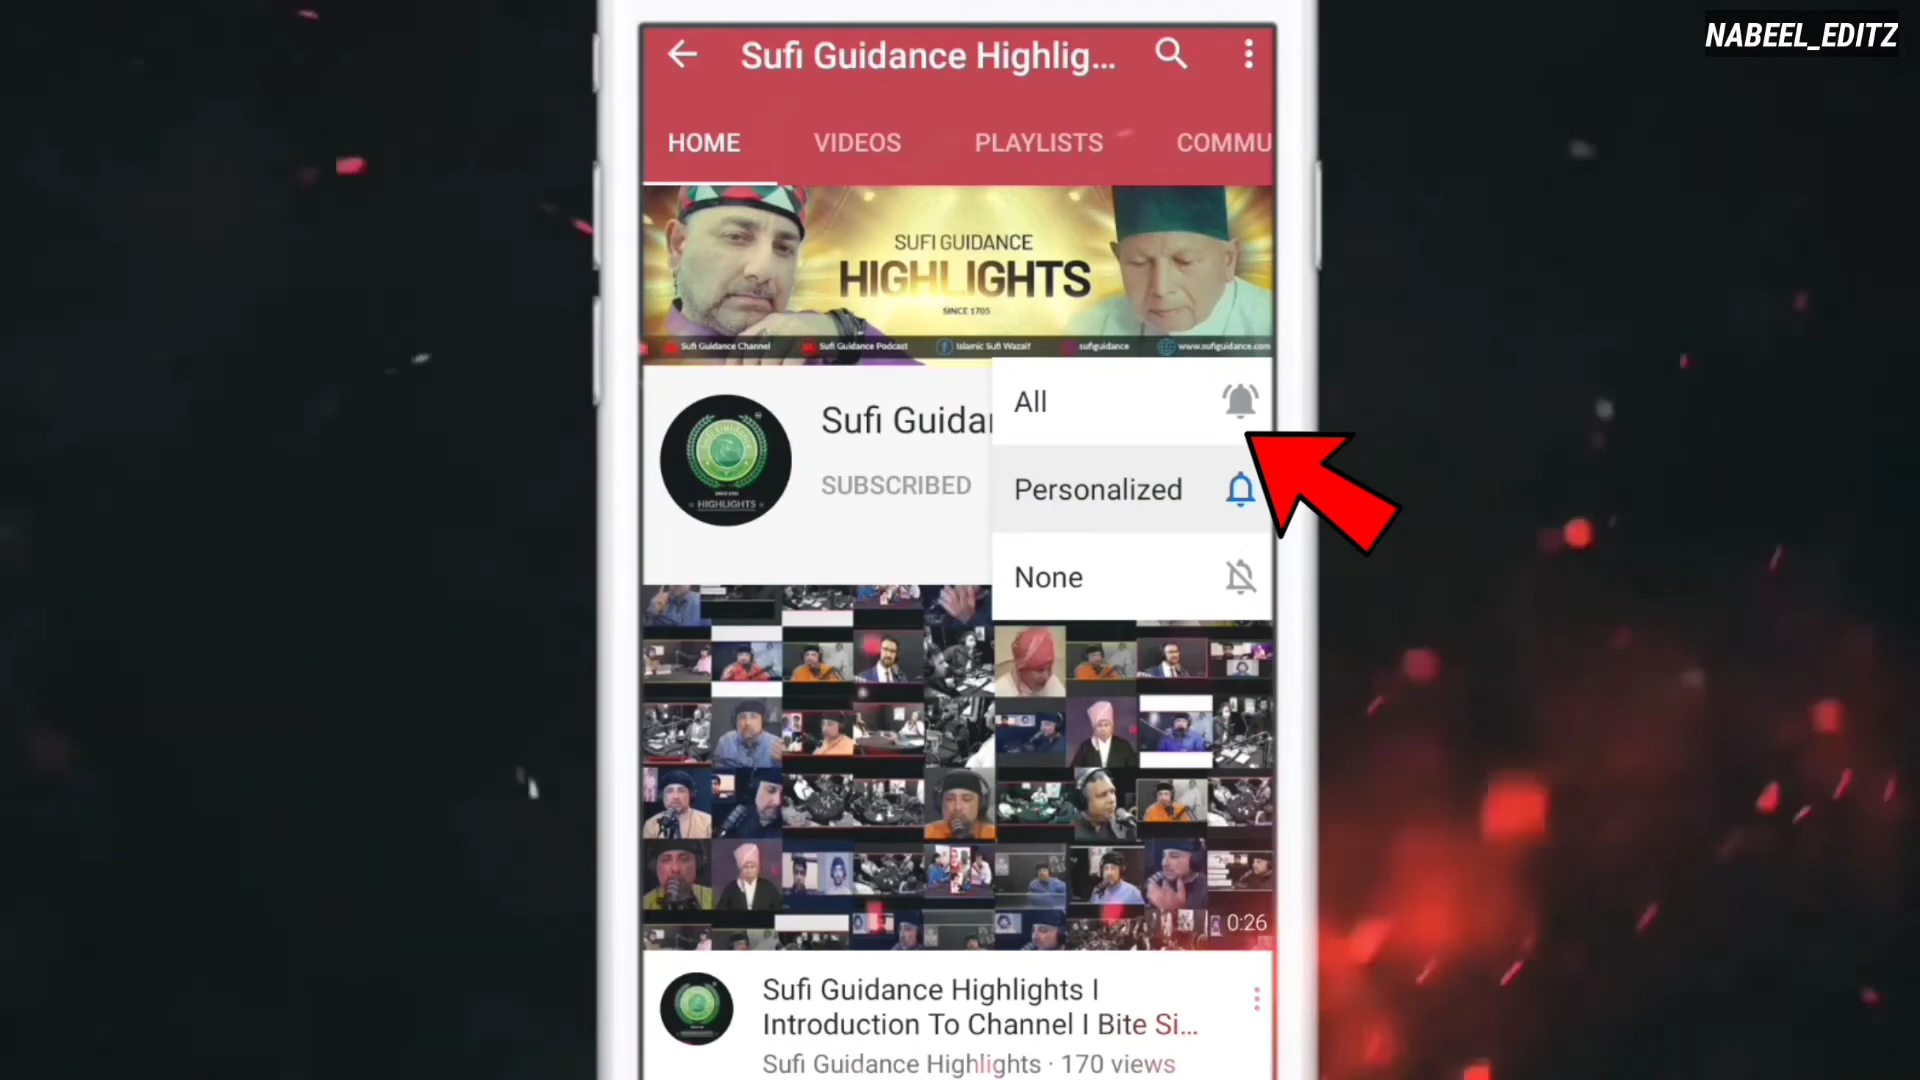 NABEEL_EDITZ
Sufi Guidance Highlig...
HOME VIDEOS PLAYLISTS COMMU
SUFI GUIDANCE
HIGHLIGHTS
SINCE 1705
Sufi Guidance Channel Sufi Guidance Podcast Islamic Sufi Wazaif sufiguidance www.sufiguidance.com
Sufi Guida
SUBSCRIBED
All
Personalized
None
Sufi Guidance
HIGHLIGHTS
0:26
Sufi Guidance Highlights I
Introduction To Channel I Bite Si...
Sufi Guidance Highlights · 170 views